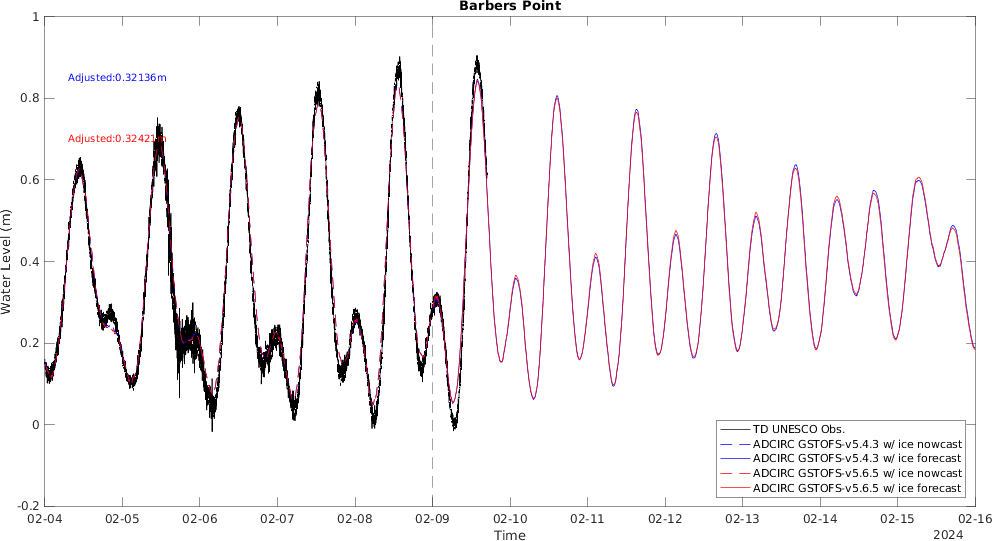 Barbers Point
1
0.8
0.6
0.4
0.2
0
-0.2
Water Level (m)
Adjusted:0.32136m
Adjusted:0.32421m
TD UNESCO Obs.
ADCIRC GSTOFS-v5.4.3 w/ ice nowcast
ADCIRC GSTOFS-v5.4.3 w/ ice forecast
ADCIRC GSTOFS-v5.6.5 w/ ice nowcast
ADCIRC GSTOFS-v5.6.5 w/ ice forecast
02-04 02-05 02-06 02-07 02-08 02-09 02-10 02-11 02-12 02-13 02-14 02-15 02-16
Time
2024